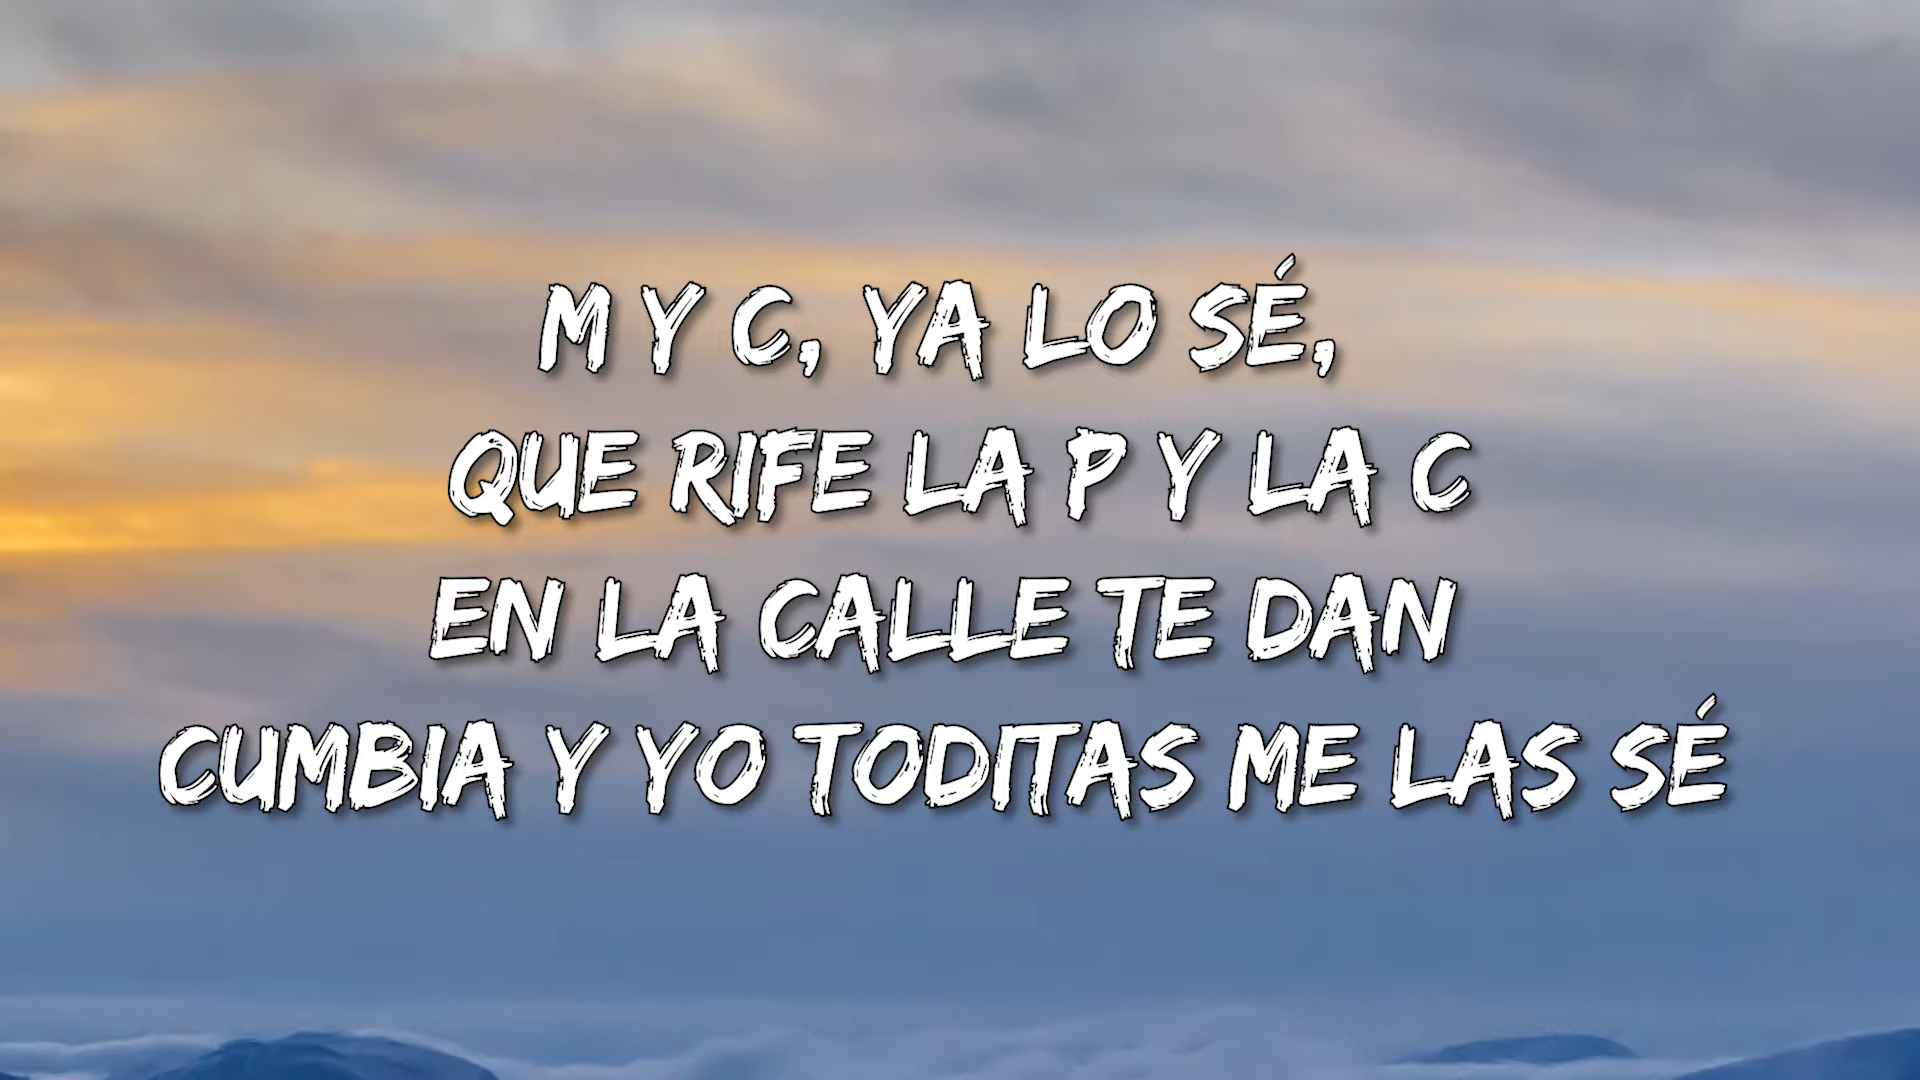 M Y C, YA LO SÉ,
QUE RIFE LA P Y LA C
EN LA CALLE TE DAN
CUMBIA Y YO TODITAS ME LAS SÉ